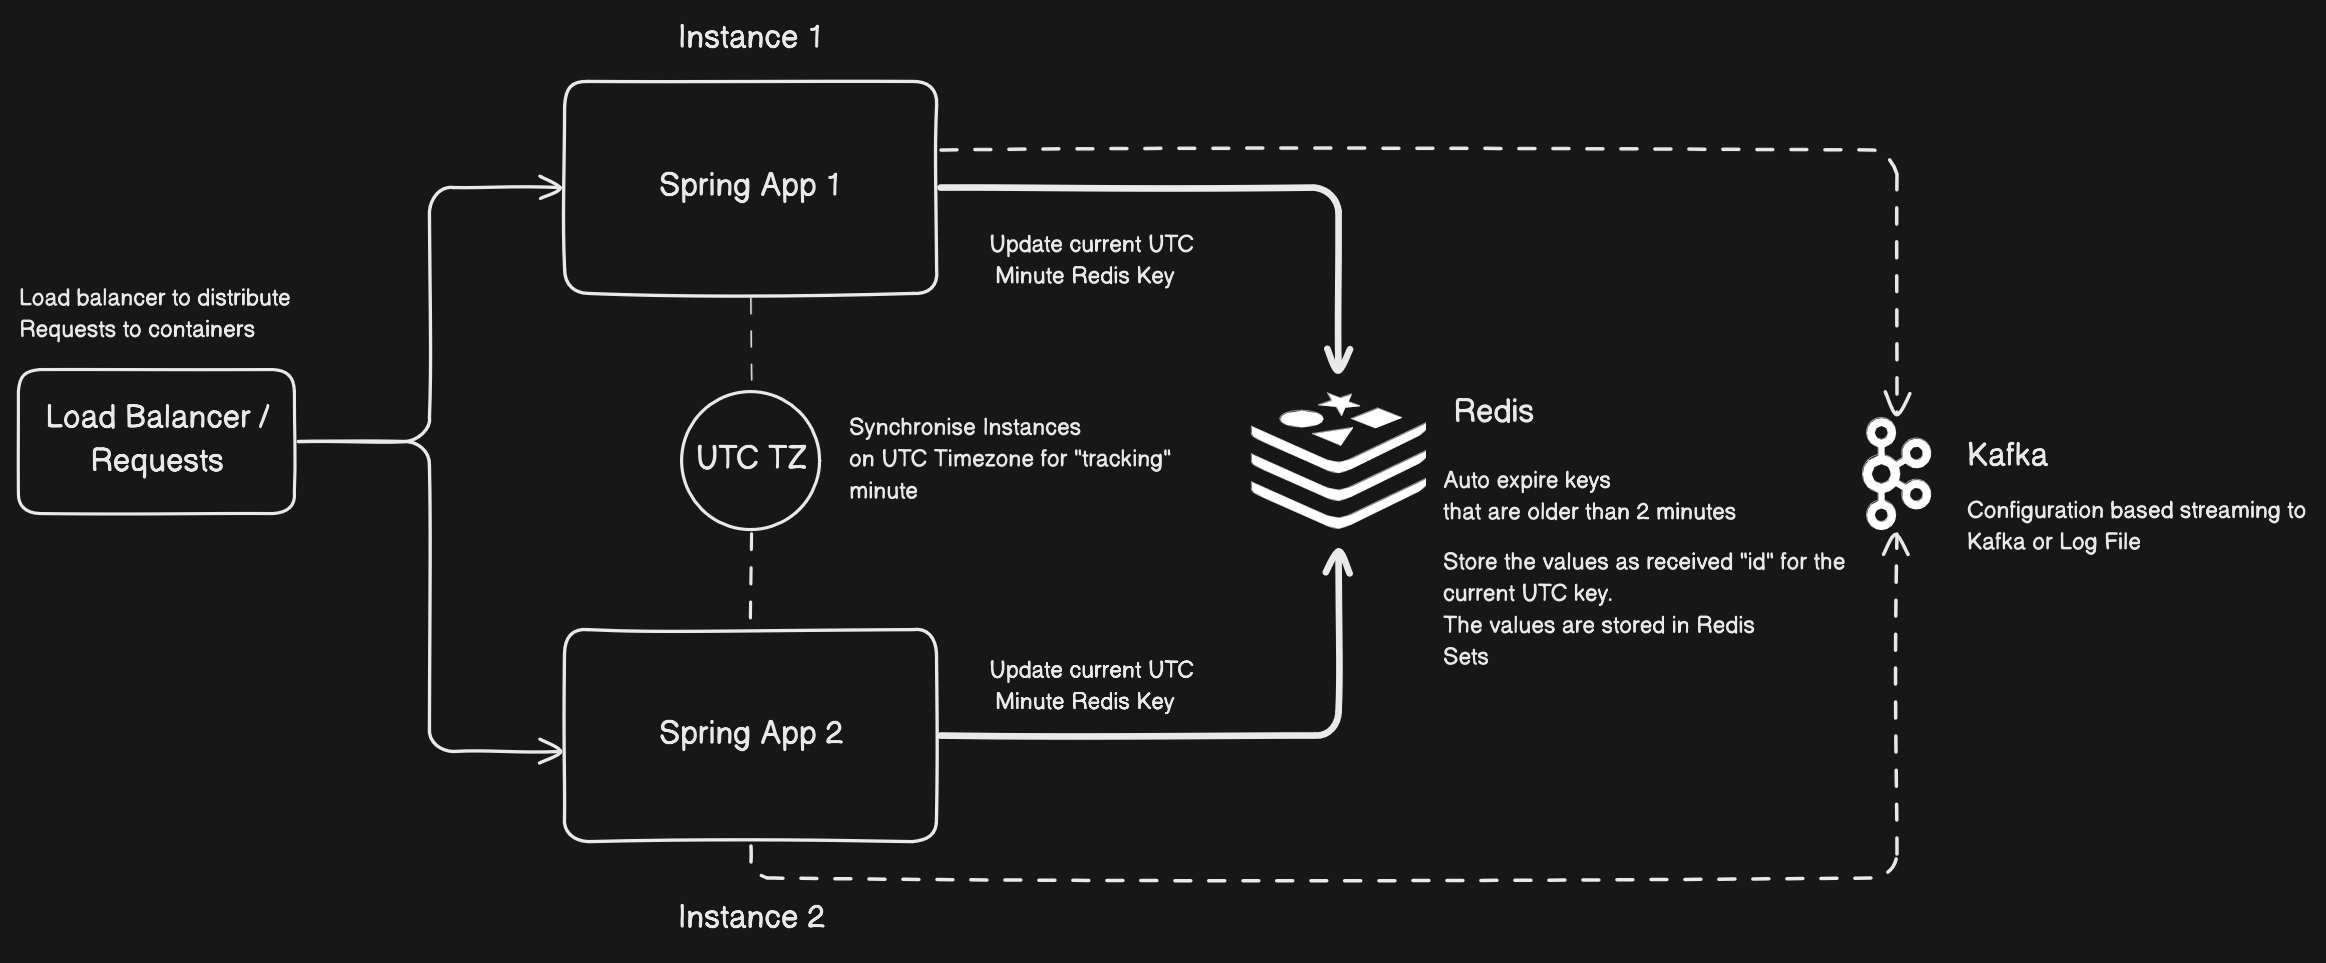 Instance 1
Spring App 1
Update current UTC
Minute Redis Key
Load balancer to distribute
Requests to containers
Load Balancer /
Requests
UTC TZ
Synchronise Instances
on UTC Timezone for "tracking"
minute
Redis
Auto expire keys
that are older than 2 minutes
Store the values as received "id" for the
current UTC key.
The values are stored in Redis
Sets
Kafka
Configuration based streaming to
Kafka or Log File
Spring App 2
Update current UTC
Minute Redis Key
Instance 2